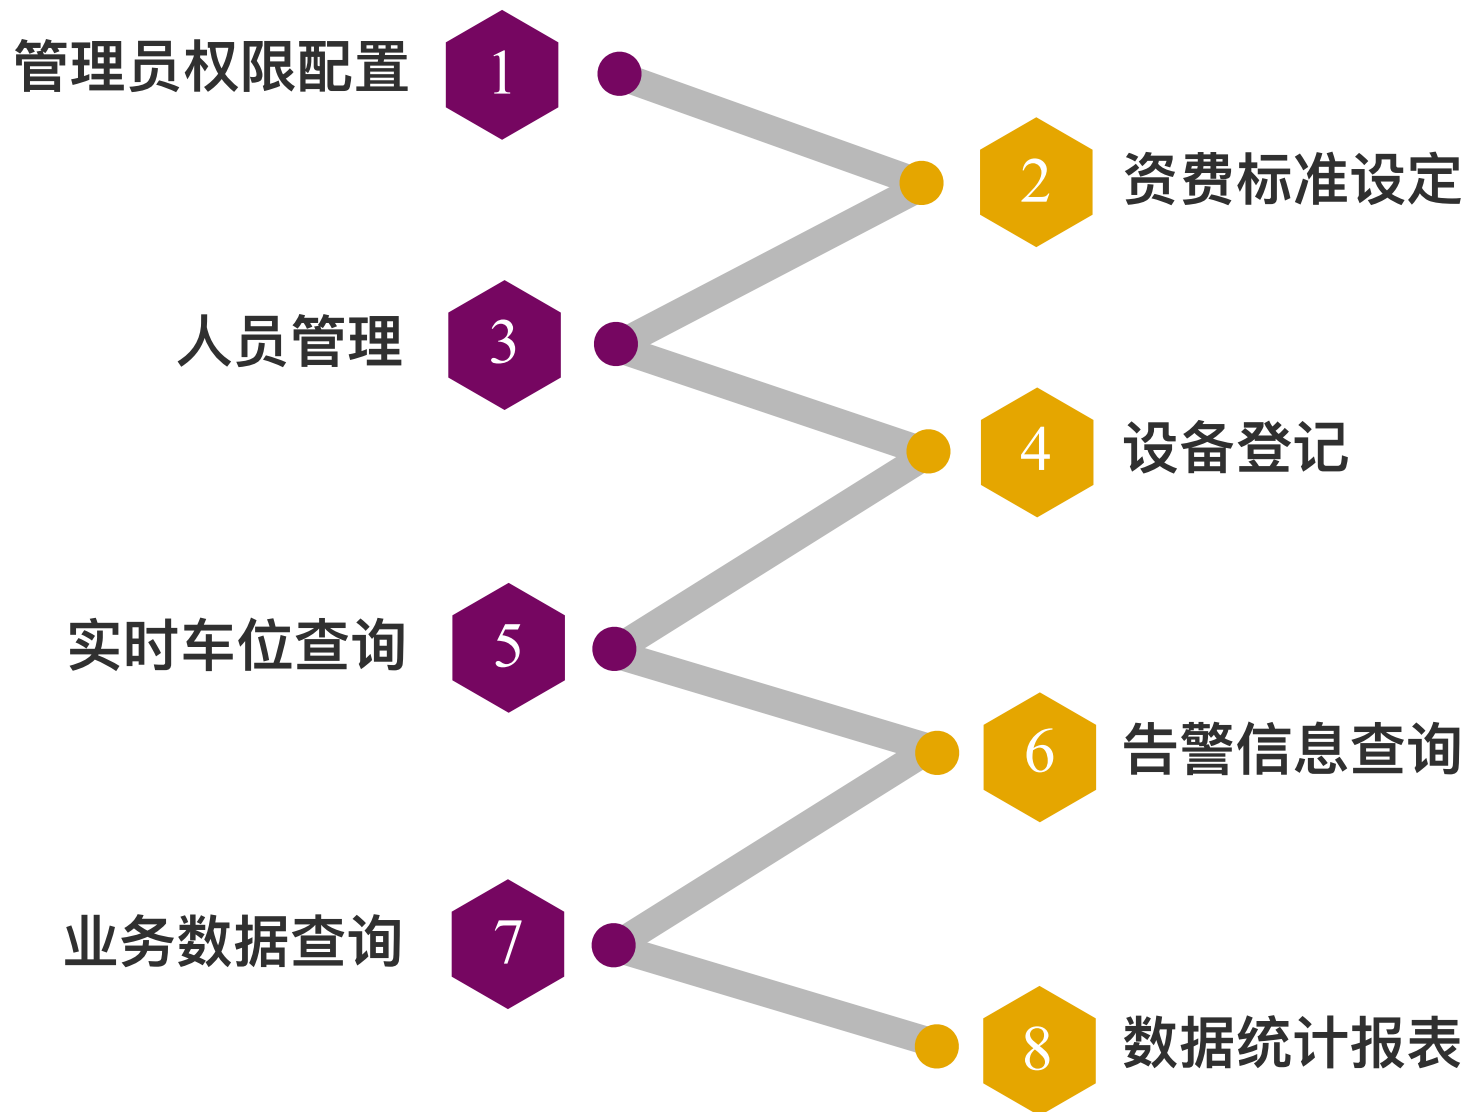 管理员权限配置
1
2
资费标准设定
人员管理
3
4
设备登记
实时车位查询
5
6
告警信息查询
业务数据查询
7
8
数据统计报表